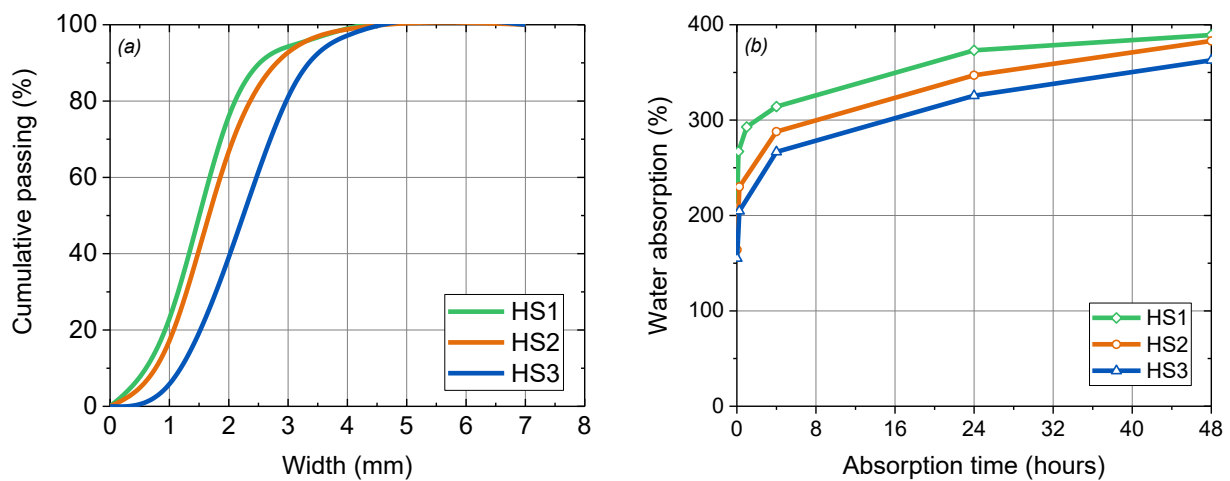 (a)
Cumulative passing (%)
100
80
60
40
20
0
0 1 2 3 4 5 6 7 8
Width (mm)
HS1
HS2
HS3
(b)
Water absorption (%)
400
300
200
100
0
0 8 16 24 32 40 48
Absorption time (hours)
HS1
HS2
HS3